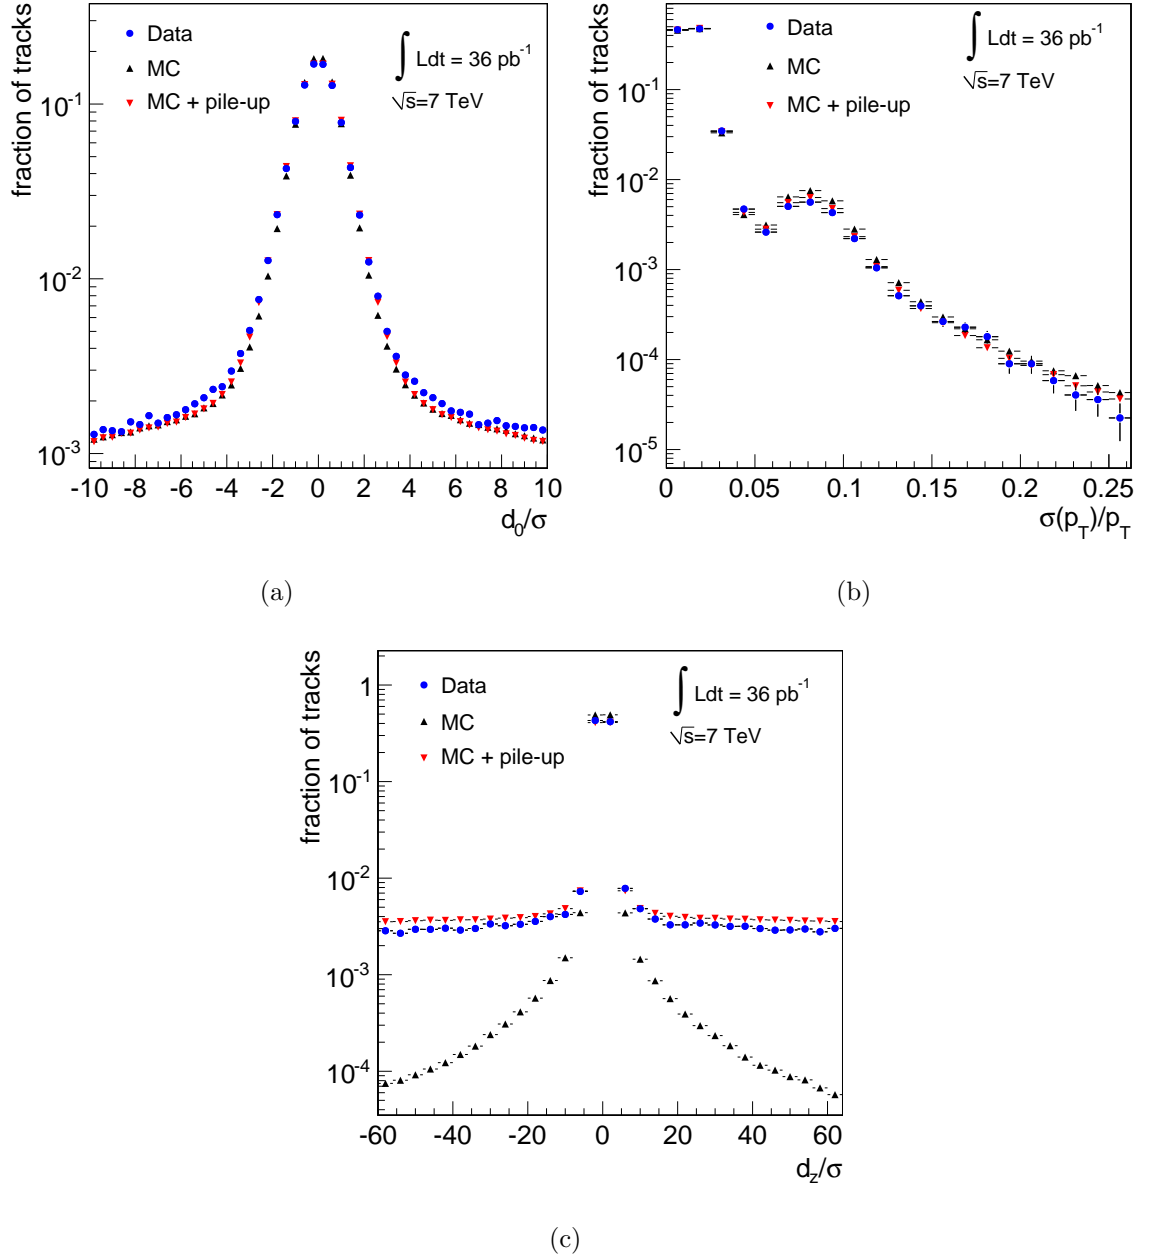 fraction of tracks
10⁻¹
10⁻²
10⁻³
Data
MC
MC + pile-up
∫ Ldt = 36 pb⁻¹
√s=7 TeV
-10 -8 -6 -4 -2 0 2 4 6 8 10
d₀/σ
(a)
fraction of tracks
10⁻¹
10⁻²
10⁻³
10⁻⁴
10⁻⁵
Data
MC
MC + pile-up
∫ Ldt = 36 pb⁻¹
√s=7 TeV
0 0.05 0.1 0.15 0.2 0.25
σ(p_T)/p_T
(b)
fraction of tracks
1
10⁻¹
10⁻²
10⁻³
10⁻⁴
Data
MC
MC + pile-up
∫ Ldt = 36 pb⁻¹
√s=7 TeV
-60 -40 -20 0 20 40 60
d_z/σ
(c)